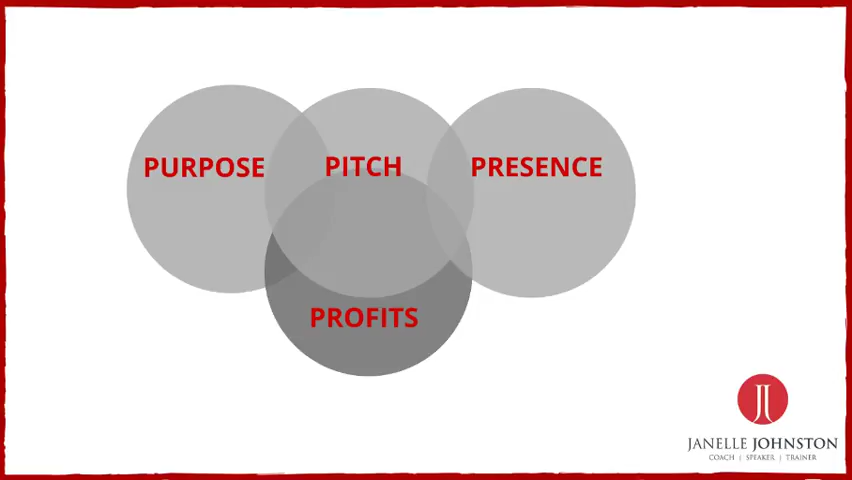 PURPOSE
PITCH
PRESENCE
PROFITS
JJ
JANELLE JOHNSTON
COACH | SPEAKER | TRAINER